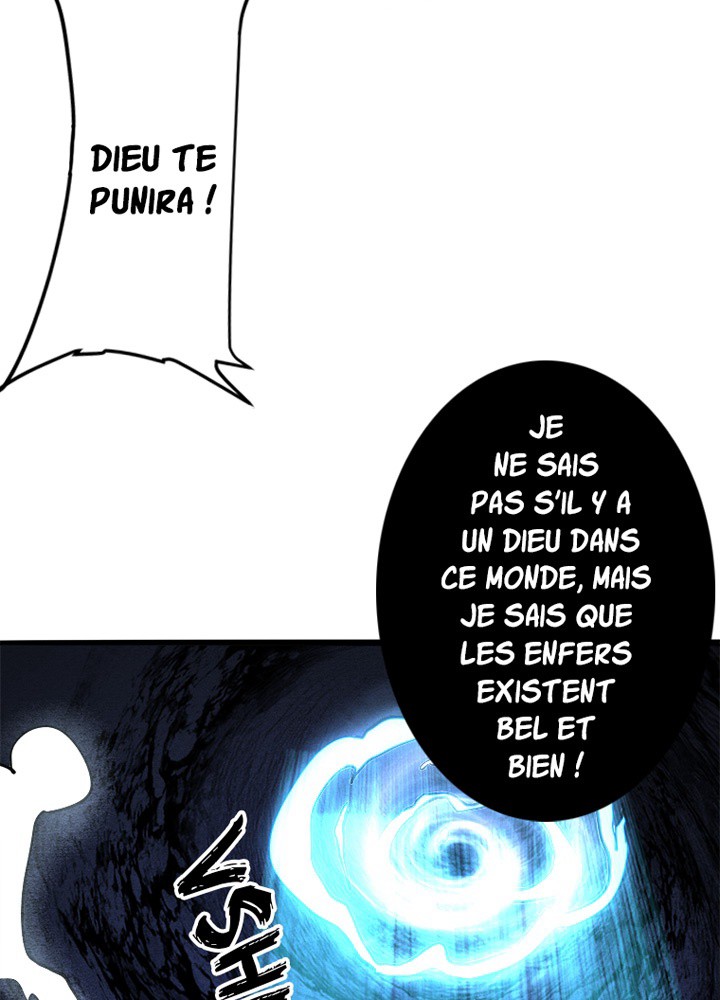 DIEU TE
PUNIRA !
JE
NE SAIS
PAS S'IL Y A
UN DIEU DANS
CE MONDE, MAIS
JE SAIS QUE
LES ENFERS
EXISTENT
BEL ET
BIEN !
VSHH